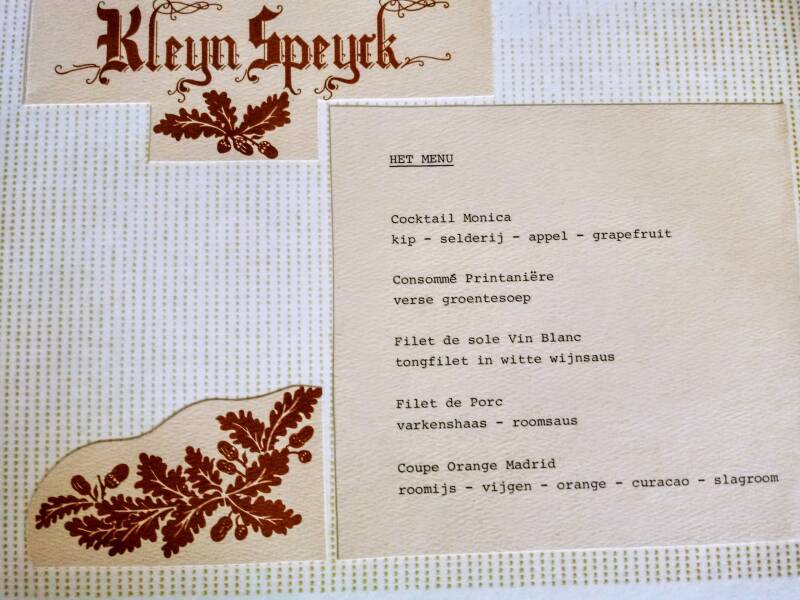 Kleyn Speyck
HET MENU
Cocktail Monica
kip - selderij - appel - grapefruit
Consommé Printanière
verse groentesoep
Filet de sole Vin Blanc
tongfilet in witte wijnsaus
Filet de Porc
varkenshaas - roomsaus
Coupe Orange Madrid
roomijs - vijgen - orange - curacao - slagroom